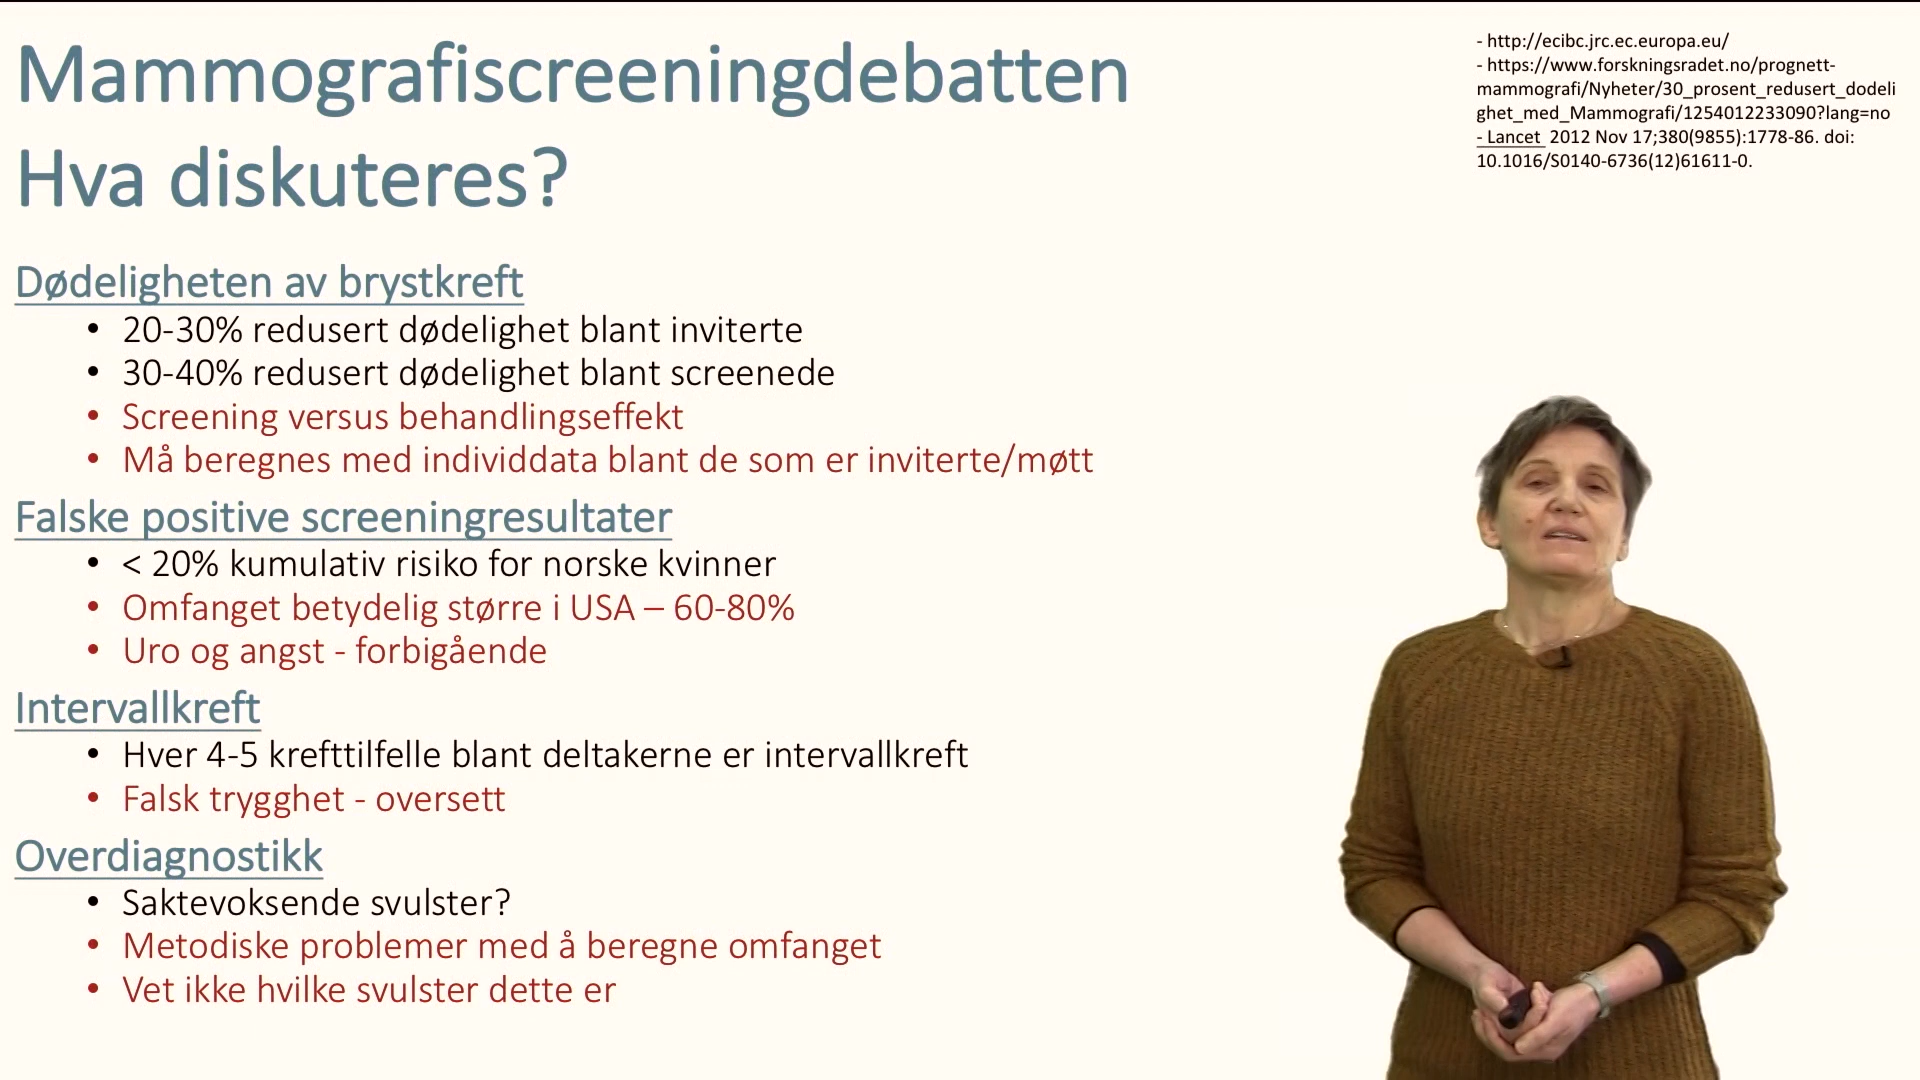 Mammografiscreeningdebatten
Hva diskuteres?
- http://ecibc.jrc.ec.europa.eu/
- https://www.forskningsradet.no/prognett-
mammografi/Nyheter/30_prosent_redusert_dodeli
ghet_med_Mammografi/1254012233090?lang=no
- Lancet  2012 Nov 17;380(9855):1778-86. doi:
10.1016/S0140-6736(12)61611-0.
Dødeligheten av brystkreft
• 20-30% redusert dødelighet blant inviterte
• 30-40% redusert dødelighet blant screenede
• Screening versus behandlingseffekt
• Må beregnes med individdata blant de som er inviterte/møtt
Falske positive screeningresultater
• < 20% kumulativ risiko for norske kvinner
• Omfanget betydelig større i USA – 60-80%
• Uro og angst - forbigående
Intervallkreft
• Hver 4-5 krefttilfelle blant deltakerne er intervallkreft
• Falsk trygghet - oversett
Overdiagnostikk
• Saktevoksende svulster?
• Metodiske problemer med å beregne omfanget
• Vet ikke hvilke svulster dette er